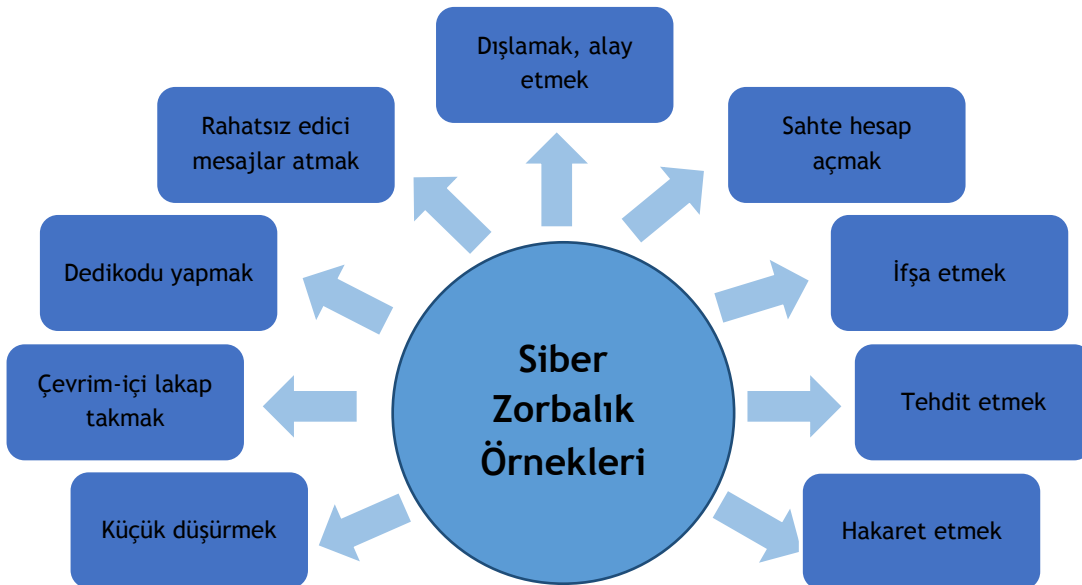 Dışlamak, alay
etmek
Rahatsız edici
mesajlar atmak
Sahte hesap
açmak
Dedikodu yapmak
İfşa etmek
Çevrim-içi lakap
takmak
Siber
Zorbalık
Örnekleri
Tehdit etmek
Küçük düşürmek
Hakaret etmek